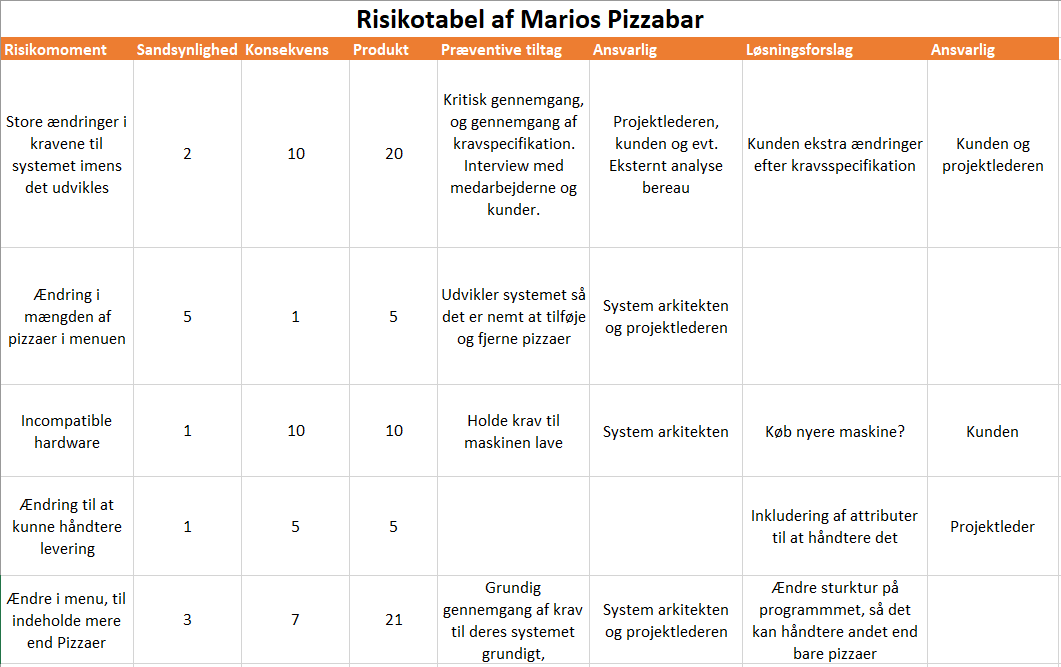 Risikotabel af Marios Pizzabar
Risikomoment Sandsynlighed Konsekvens Produkt Præventive tiltag Ansvarlig Løsningsforslag Ansvarlig
Store ændringer i
kravene til
systemet imens
det udvikles
2
10
20
Kritisk gennemgang,
og gennemgang af
kravspecifikation.
Interview med
medarbejderne og
kunder.
Projektlederen,
kunden og evt.
Eksternt analyse
bereau
Kunden ekstra ændringer
efter kravsspecifikation
Kunden og
projektlederen
Ændring i
mængden af
pizzaer i menuen
5
1
5
Udvikler systemet så
det er nemt at tilføje
og fjerne pizzaer
System arkitekten
og projektlederen
Incompatible
hardware
1
10
10
Holde krav til
maskinen lave
System arkitekten
Køb nyere maskine?
Kunden
Ændring til at
kunne håndtere
levering
1
5
5
Inkludering af attributer
til at håndtere det
Projektleder
Ændre i menu, til
indeholde mere
end Pizzaer
3
7
21
Grundig
gennemgang af krav
til deres systemet
grundigt,
System arkitekten
og projektlederen
Ændre sturktur på
programmmet, så det
kan håndtere andet end
bare pizzaer